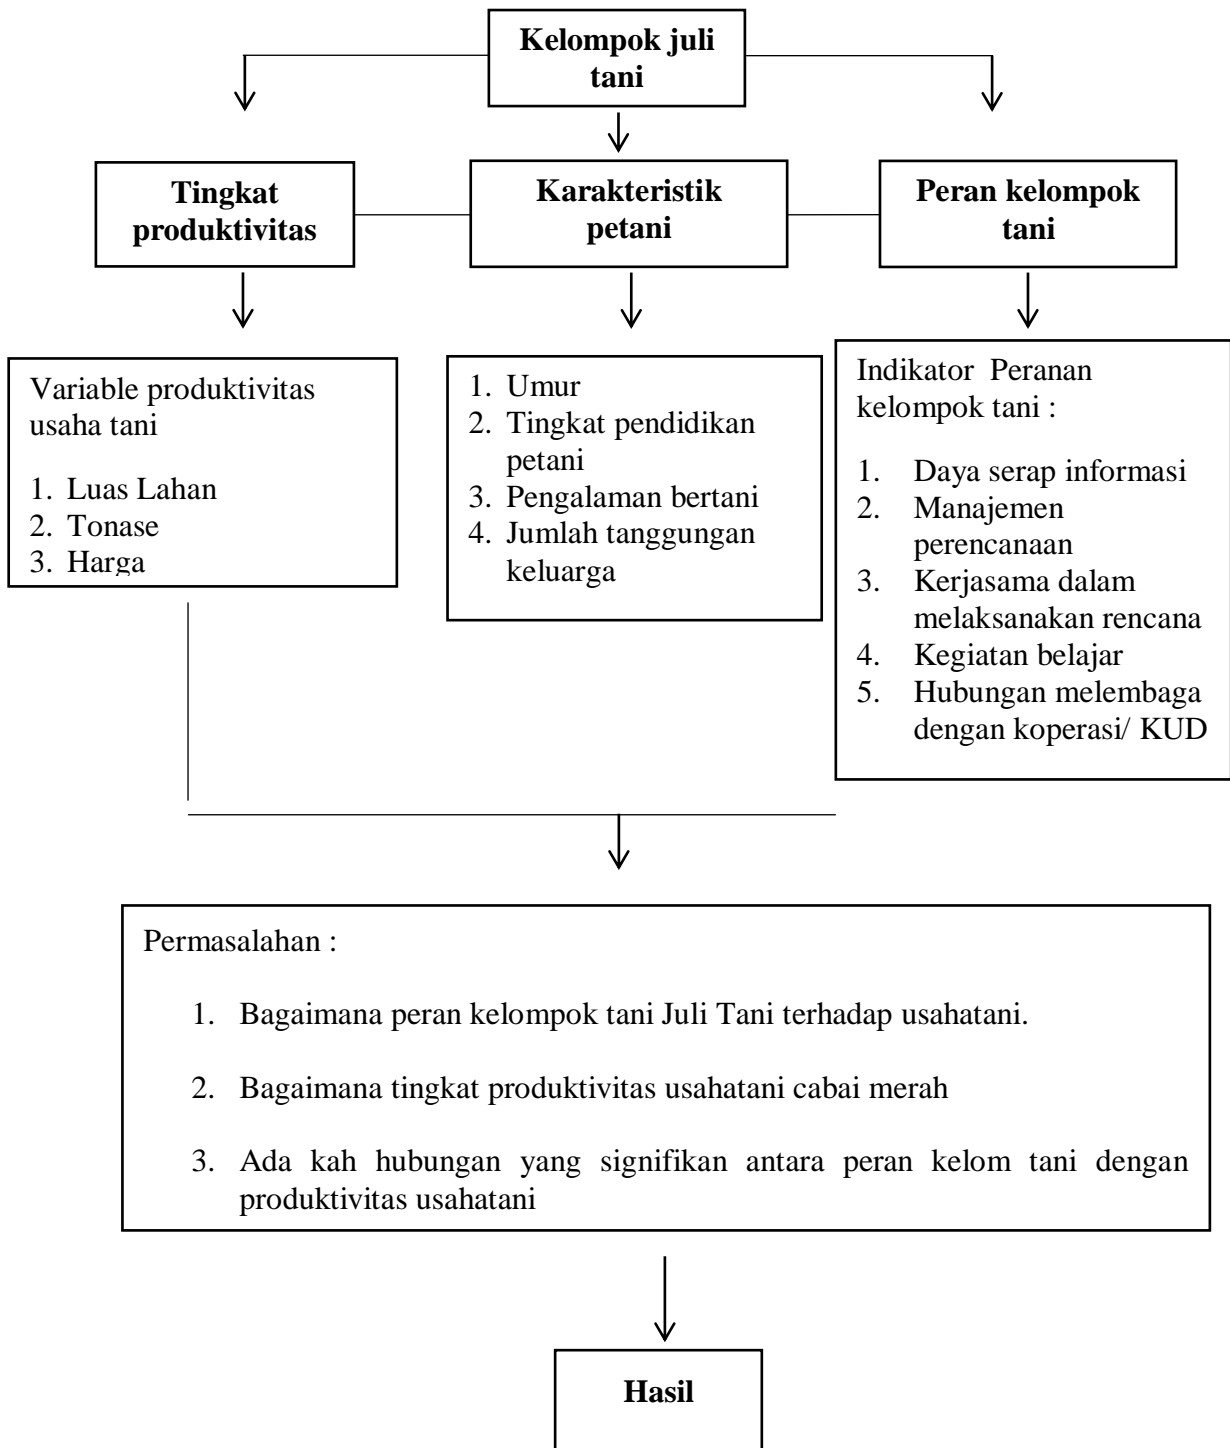 Kelompok juli
tani
Tingkat
produktivitas
Karakteristik
petani
Peran kelompok
tani
Variable produktivitas
usaha tani
1. Luas Lahan
2. Tonase
3. Harga
1. Umur
2. Tingkat pendidikan
petani
3. Pengalaman bertani
4. Jumlah tanggungan
keluarga
Indikator Peranan
kelompok tani :
1. Daya serap informasi
2. Manajemen
perencanaan
3. Kerjasama dalam
melaksanakan rencana
4. Kegiatan belajar
5. Hubungan melembaga
dengan koperasi/ KUD
Permasalahan :
1. Bagaimana peran kelompok tani Juli Tani terhadap usahatani.
2. Bagaimana tingkat produktivitas usahatani cabai merah
3. Ada kah hubungan yang signifikan antara peran kelom tani dengan
produktivitas usahatani
Hasil